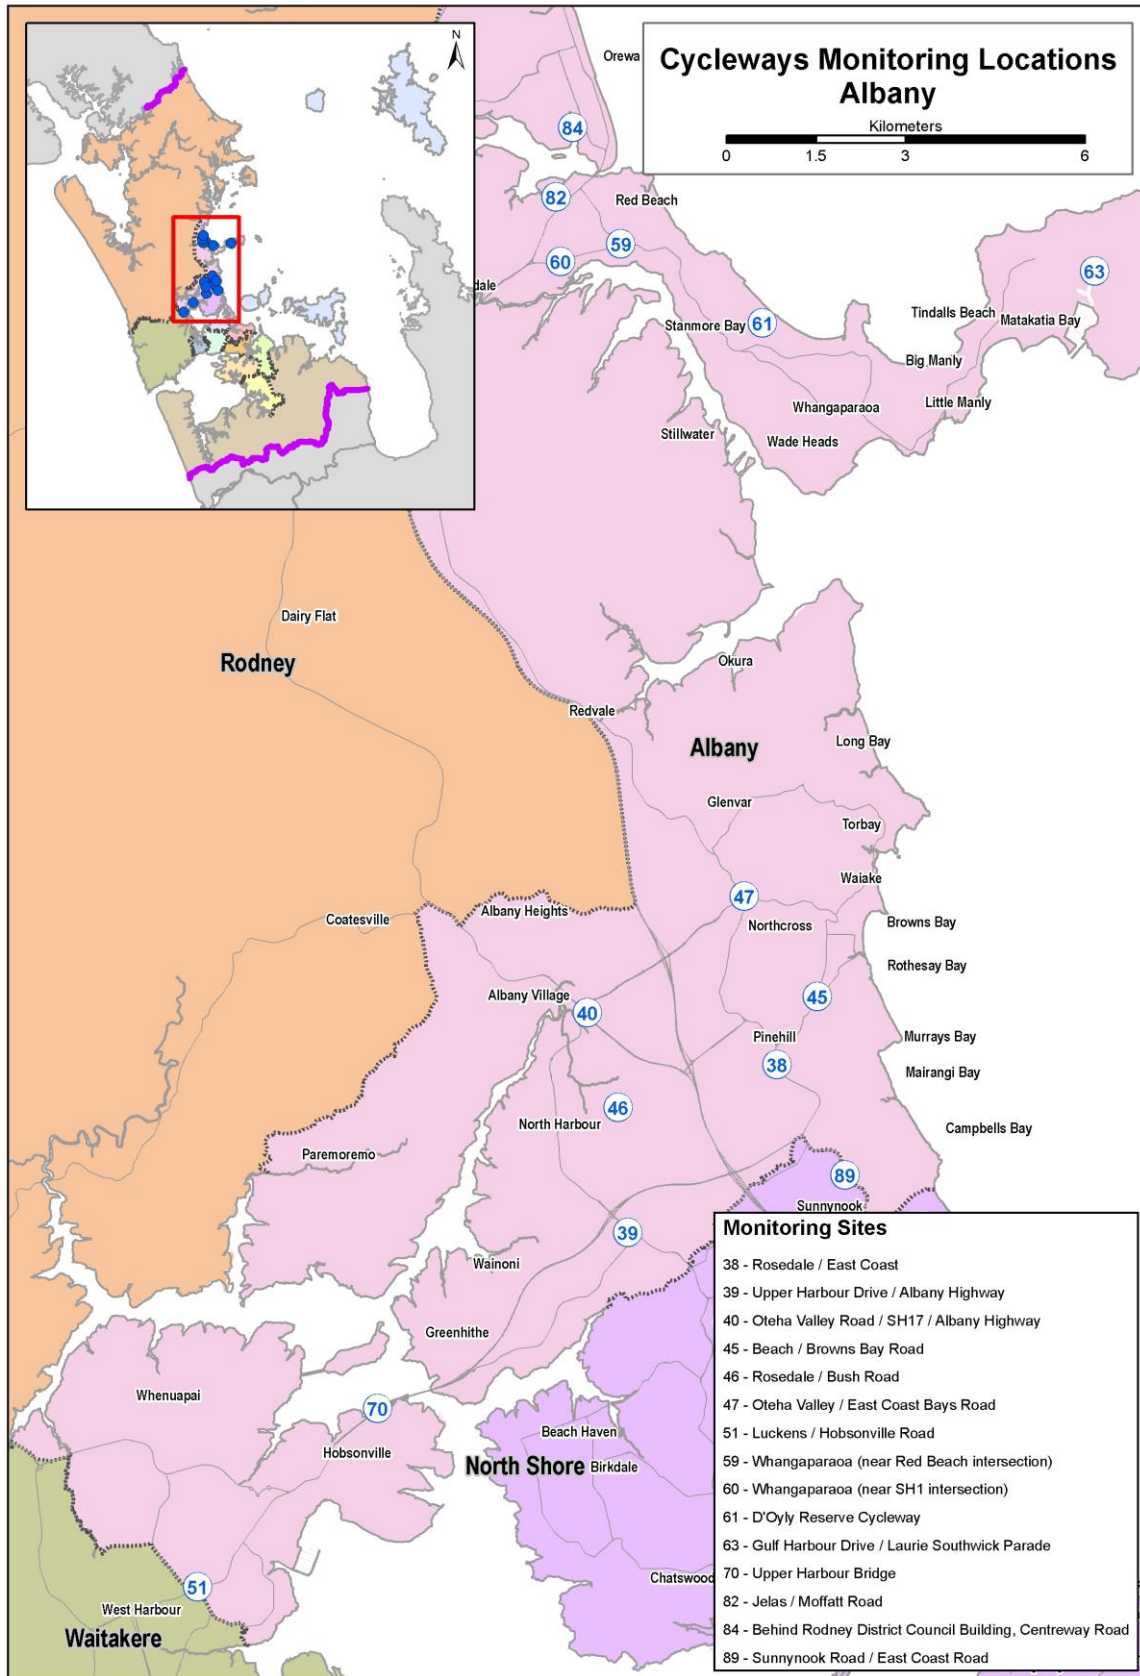 N
Cycleways Monitoring Locations
Albany
Kilometers
0 1.5 3 6
Orewa
84
82
Red Beach
59
60
dale
63
Tindalls Beach
Matakatia Bay
Stanmore Bay
61
Big Manly
Little Manly
Whangaparaoa
Stillwater
Wade Heads
Dairy Flat
Rodney
Okura
Redvale
Albany
Long Bay
Glenvar
Torbay
Waiake
47
Albany Heights
Coatesville
Northcross
Browns Bay
Rothesay Bay
Albany Village
45
40
Pinehill
Murrays Bay
38
Mairangi Bay
46
North Harbour
Campbells Bay
Paremoremo
89
Sunnynook
39
Wainoni
Greenhithe
Whenuapai
70
Beach Haven
Hobsonville
North Shore
Birkdale
Chatswood
51
West Harbour
Waitakere
Monitoring Sites
38 - Rosedale / East Coast
39 - Upper Harbour Drive / Albany Highway
40 - Oteha Valley Road / SH17 / Albany Highway
45 - Beach / Browns Bay Road
46 - Rosedale / Bush Road
47 - Oteha Valley / East Coast Bays Road
51 - Luckens / Hobsonville Road
59 - Whangaparaoa (near Red Beach intersection)
60 - Whangaparaoa (near SH1 intersection)
61 - D'Oyly Reserve Cycleway
63 - Gulf Harbour Drive / Laurie Southwick Parade
70 - Upper Harbour Bridge
82 - Jelas / Moffatt Road
84 - Behind Rodney District Council Building, Centreway Road
89 - Sunnynook Road / East Coast Road